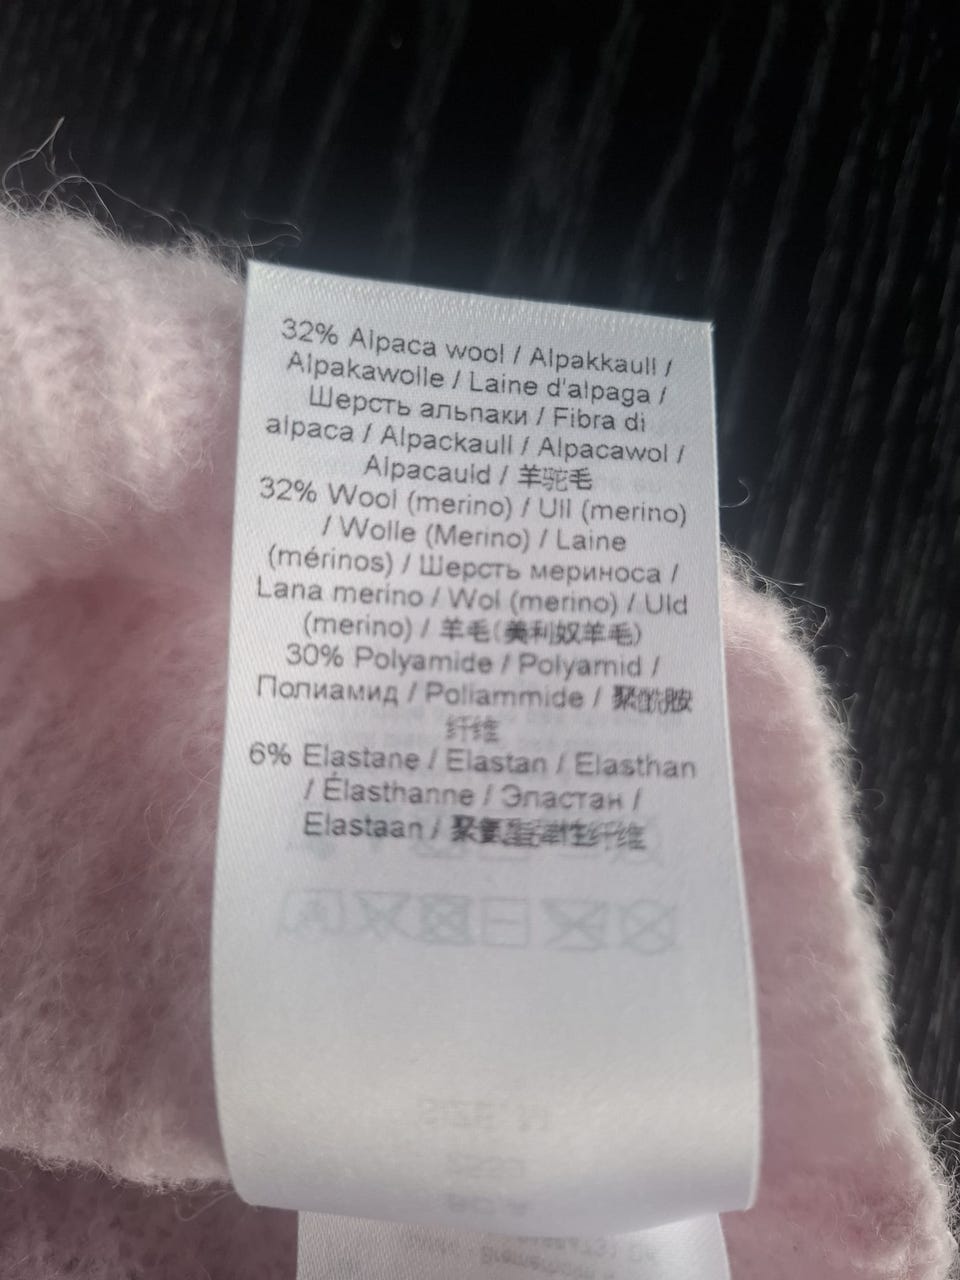 32% Alpaca wool / Alpakkaull /
Alpakawolle / Laine d'alpaga /
Шерсть альпаки / Fibra di
alpaca / Alpackaull / Alpacawol /
Alpacauld / 羊驼毛
32% Wool (merino) / Ull (merino)
/ Wolle (Merino) / Laine
(mérinos) / Шерсть мериноса /
Lana merino / Wol (merino) / Uld
(merino) / 羊毛(美利奴羊毛)
30% Polyamide / Polyamid /
Полиамид / Poliammide / 聚酰胺
纤维
6% Elastane / Elastan / Elasthan
/ Élasthanne / Эластан /
Elastaan / 聚氨酯弹性纤维